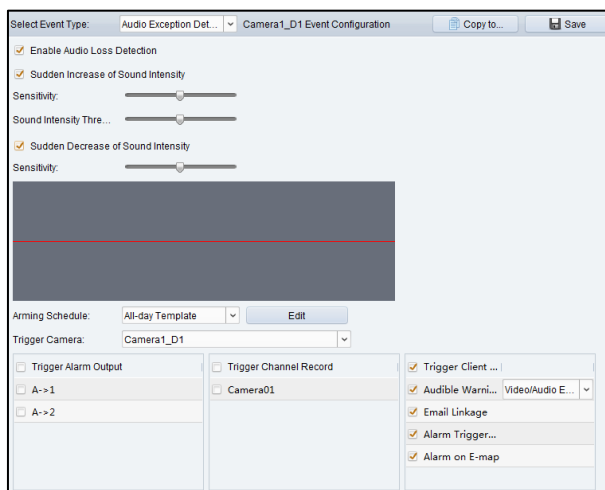 Select Event Type: Audio Exception Det... Camera1_D1 Event Configuration Copy to... Save
Enable Audio Loss Detection
Sudden Increase of Sound Intensity
Sensitivity:
Sound Intensity Thre...
Sudden Decrease of Sound Intensity
Sensitivity:
Arming Schedule: All-day Template Edit
Trigger Camera: Camera1_D1
Trigger Alarm Output Trigger Channel Record Trigger Client ...
A->1 Camera01 Audible Warni... Video/Audio E...
A->2 Email Linkage
Alarm Trigger...
Alarm on E-map